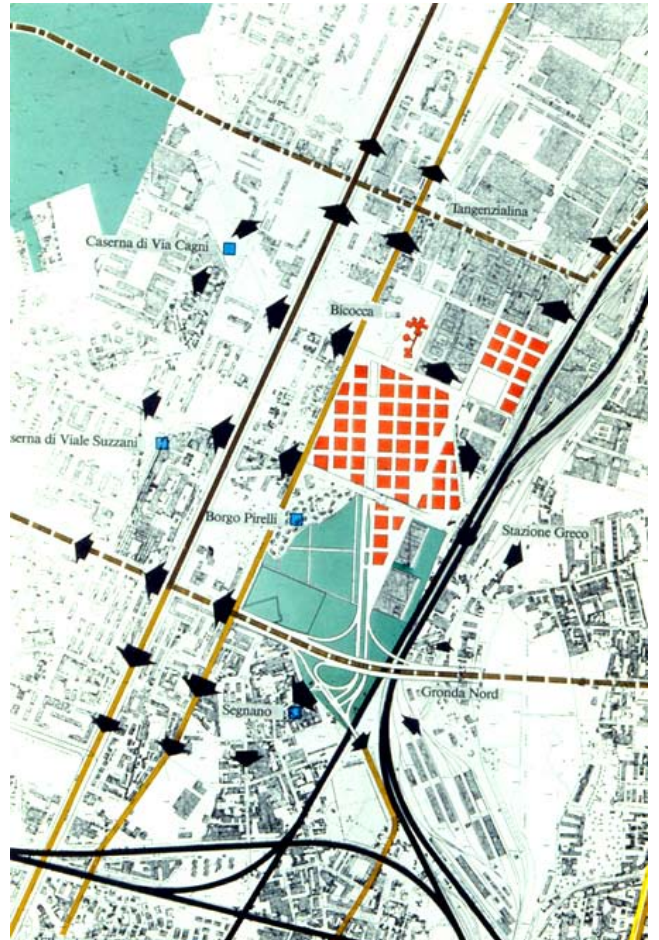 Tangenzialina
Caserna di Via Cagni
Bicocca
serna di Viale Suzzani
Borgo Pirelli
Stazione Greco
Gronda Nord
Segnano